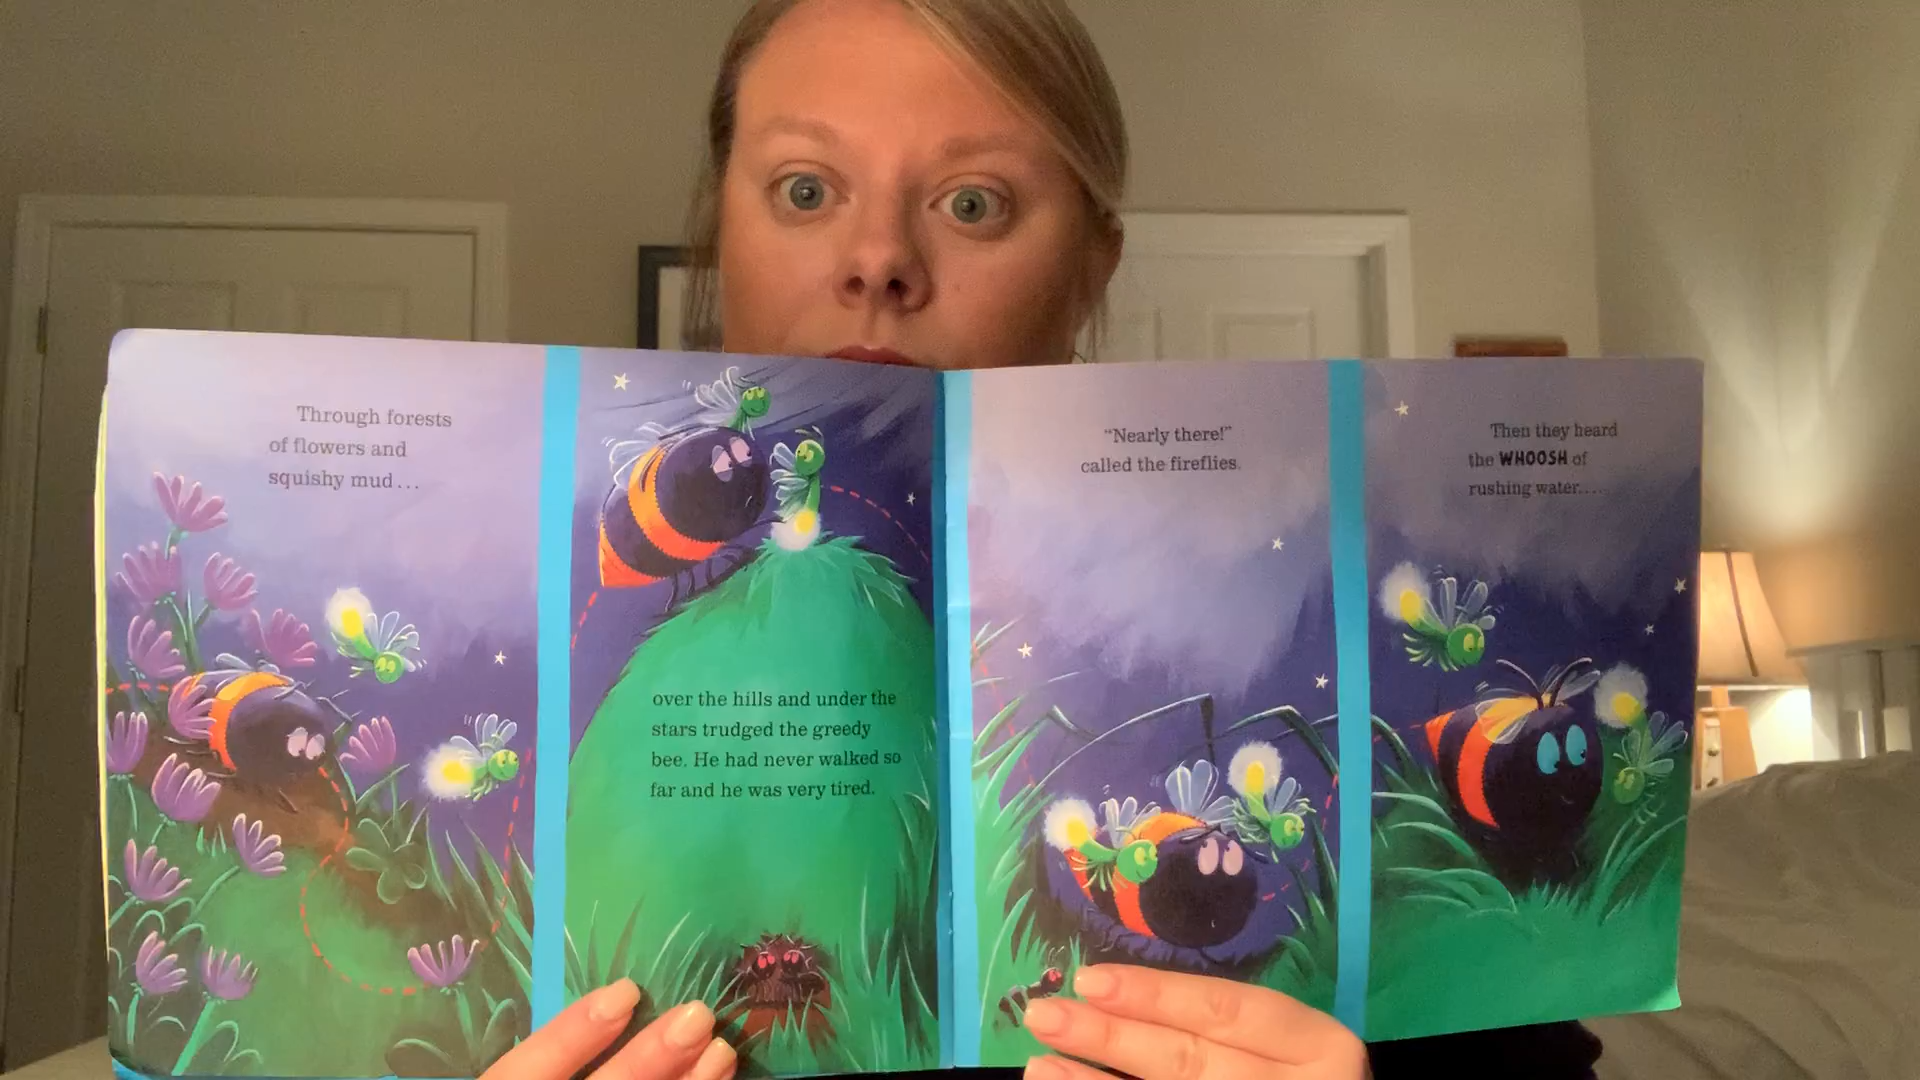 Through forests
of flowers and
squishy mud...
over the hills and under the
stars trudged the greedy
bee. He had never walked so
far and he was very tired.
“Nearly there!”
called the fireflies.
Then they heard
the WHOOSH of
rushing water....